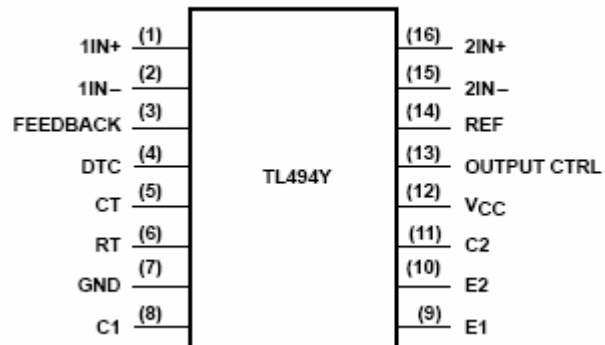 1IN+ (1) (16) 2IN+
1IN− (2) (15) 2IN−
FEEDBACK (3) (14) REF
DTC (4) (13) OUTPUT CTRL
TL494Y
CT (5) (12) VCC
RT (6) (11) C2
GND (7) (10) E2
C1 (8) (9) E1